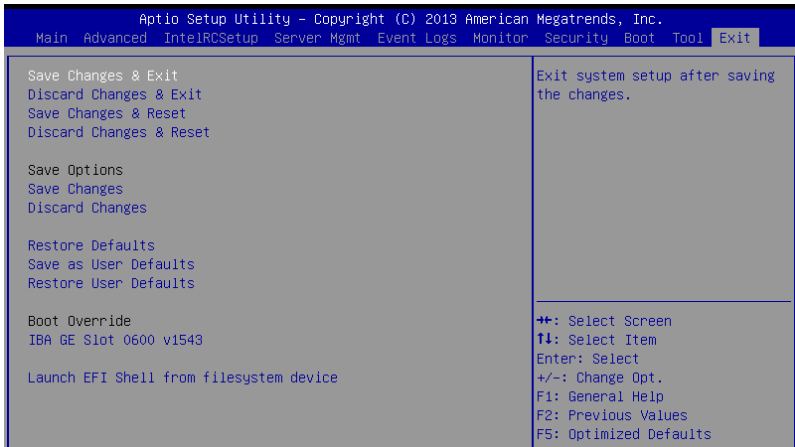 Aptio Setup Utility – Copyright (C) 2013 American Megatrends, Inc.
Main Advanced IntelRCSetup Server Mgmt Event Logs Monitor Security Boot Tool Exit
Save Changes & Exit
Discard Changes & Exit
Save Changes & Reset
Discard Changes & Reset
Save Options
Save Changes
Discard Changes
Restore Defaults
Save as User Defaults
Restore User Defaults
Boot Override
IBA GE Slot 0600 v1543
Launch EFI Shell from filesystem device
Exit system setup after saving
the changes.
→←: Select Screen
↑↓: Select Item
Enter: Select
+/-: Change Opt.
F1: General Help
F2: Previous Values
F5: Optimized Defaults